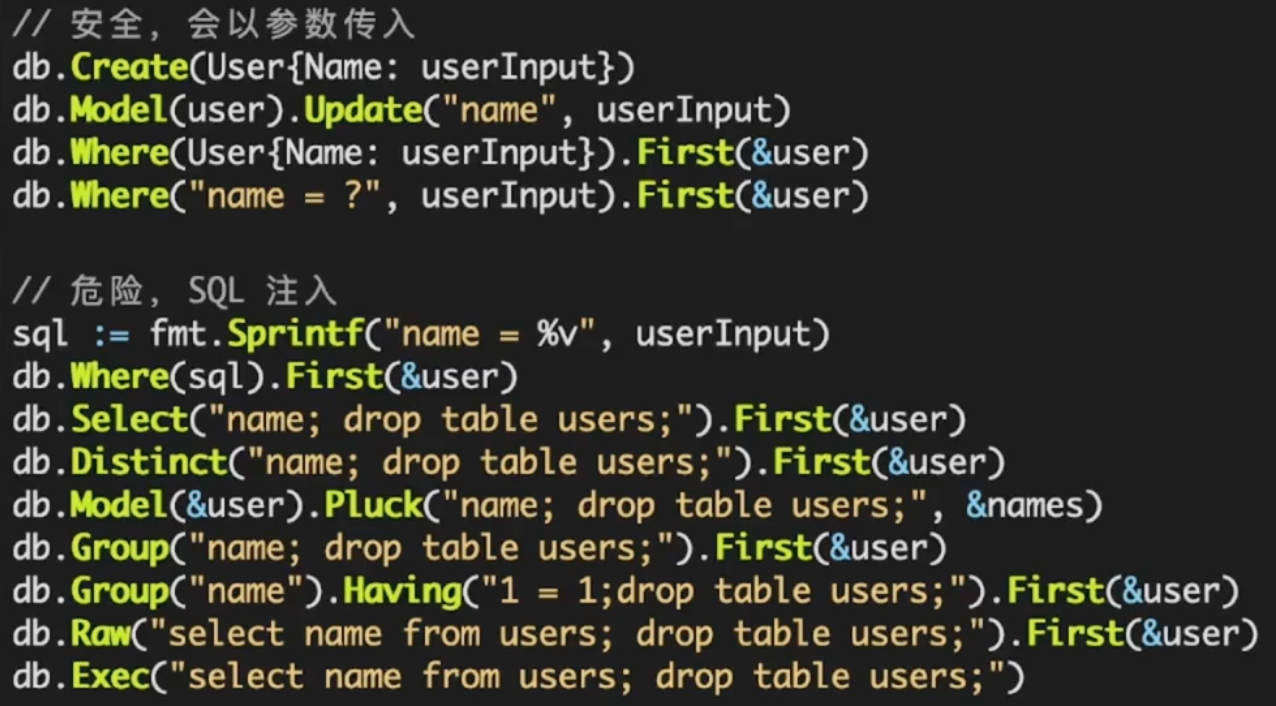 // 安全，会以参数传入
db.Create(User{Name: userInput})
db.Model(user).Update("name", userInput)
db.Where(User{Name: userInput}).First(&user)
db.Where("name = ?", userInput).First(&user)
// 危险，SQL 注入
sql := fmt.Sprintf("name = %v", userInput)
db.Where(sql).First(&user)
db.Select("name; drop table users;").First(&user)
db.Distinct("name; drop table users;").First(&user)
db.Model(&user).Pluck("name; drop table users;", &names)
db.Group("name; drop table users;").First(&user)
db.Group("name").Having("1 = 1;drop table users;").First(&user)
db.Raw("select name from users; drop table users;").First(&user)
db.Exec("select name from users; drop table users;")